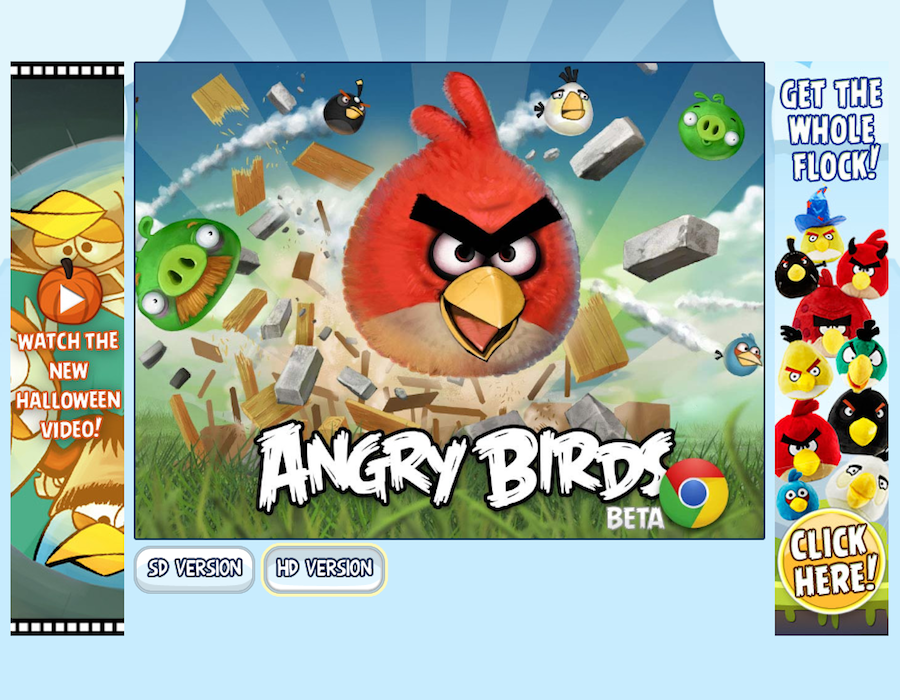 WATCH THE
NEW
HALLOWEEN
VIDEO!
ANGRY BIRDS
BETA
SD VERSION
HD VERSION
GET THE
WHOLE
FLOCK!
CLICK
HERE!